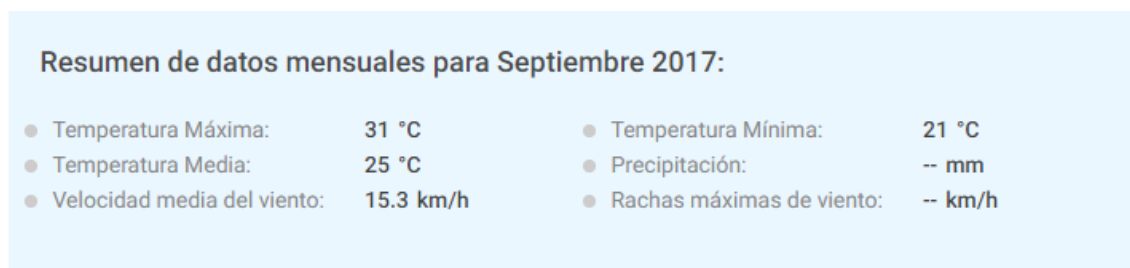 Resumen de datos mensuales para Septiembre 2017:
Temperatura Máxima: 31 °C Temperatura Mínima: 21 °C
Temperatura Media: 25 °C Precipitación: -- mm
Velocidad media del viento: 15.3 km/h Rachas máximas de viento: -- km/h